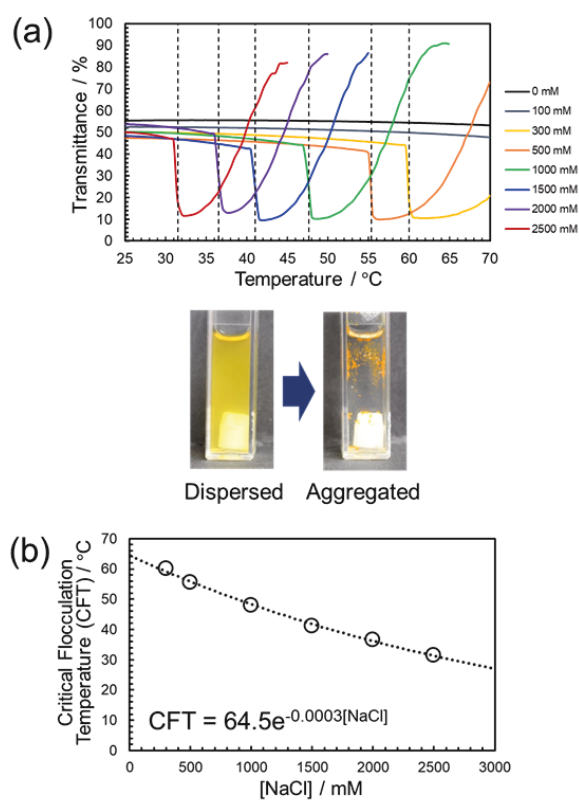 (a)
Transmittance / %
100
90
80
70
60
50
40
30
20
10
0
25 30 35 40 45 50 55 60 65 70
Temperature / °C
0 mM
100 mM
300 mM
500 mM
1000 mM
1500 mM
2000 mM
2500 mM
Dispersed Aggregated
(b)
Critical Flocculation
Temperature (CFT) / °C
70
60
50
40
30
20
10
0
CFT = 64.5e^-0.0003[NaCl]
0 500 1000 1500 2000 2500 3000
[NaCl] / mM